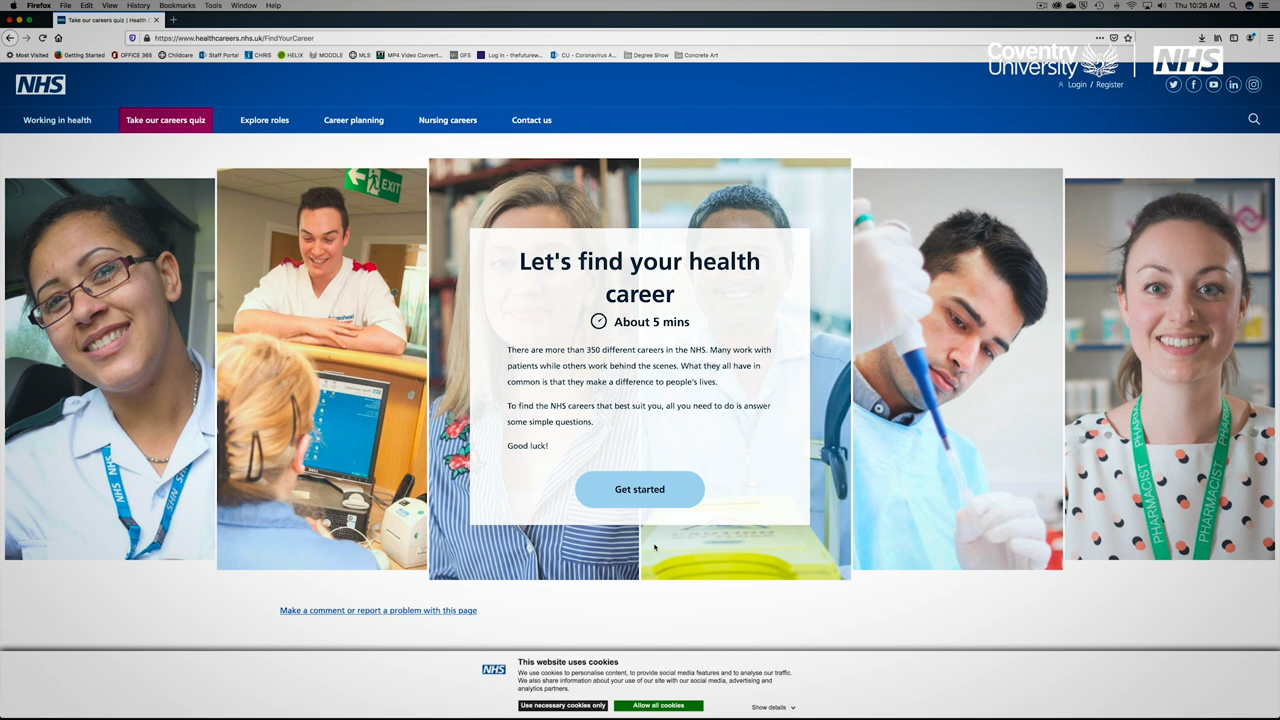 Firefox File Edit View History Bookmarks Tools Window Help
Thu 10:26 AM
Take our careers quiz | Health
https://www.healthcareers.nhs.uk/FindYourCareer
Most Visited Getting Started OFFICE 365 Childcare Staff Portal CHRIS HELIX MOODLE MLS MP4 Video Convert... GFS Log in - thefuturew... CU - Coronavirus A... Degree Show Concrete Art
Coventry University
NHS
NHS
Login / Register
Working in health Take our careers quiz Explore roles Career planning Nursing careers Contact us
EXIT
Let's find your health
career
About 5 mins
There are more than 350 different careers in the NHS. Many work with
patients while others work behind the scenes. What they all have in
common is that they make a difference to people's lives.
To find the NHS careers that best suit you, all you need to do is answer
some simple questions.
Good luck!
Get started
NHS
NHS
PHARMACIST
PHARMACIST
Make a comment or report a problem with this page
NHS
This website uses cookies
We use cookies to personalise content, to provide social media features and to analyse our traffic.
We also share information about your use of our site with our social media, advertising and
analytics partners.
Use necessary cookies only Allow all cookies Show details